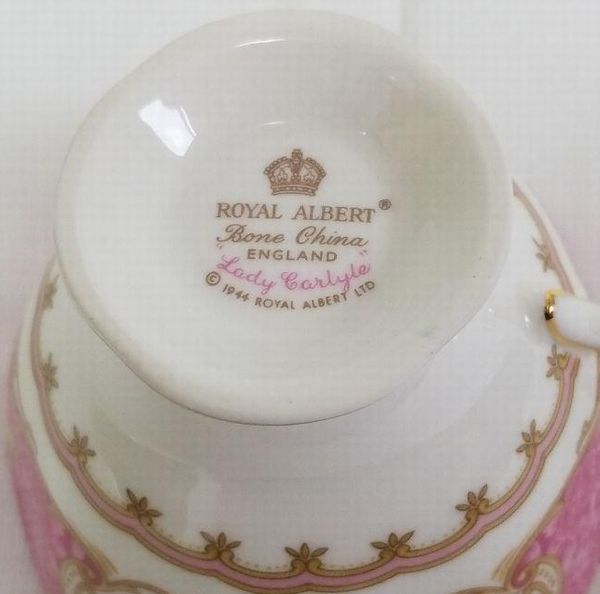 ROYAL ALBERT®
Bone China
ENGLAND
"Lady Carlyle"
© 1944 ROYAL ALBERT LTD